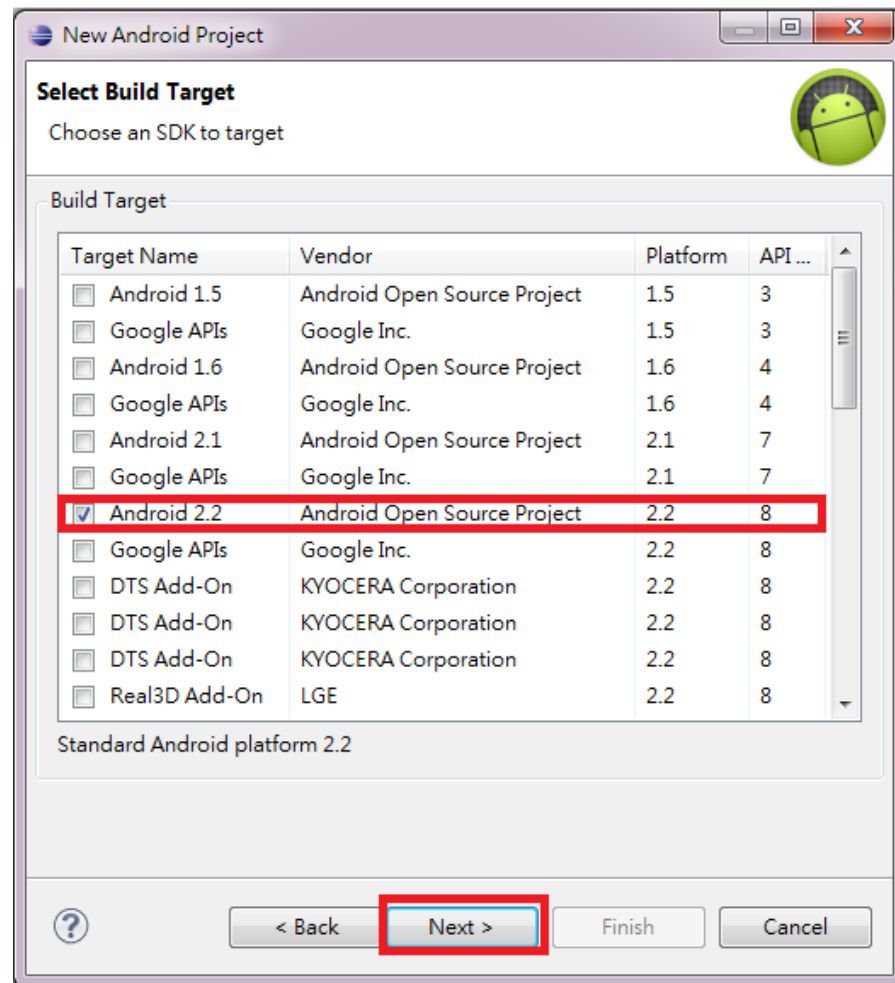 New Android Project
Select Build Target
Choose an SDK to target
Build Target
Target Name Vendor Platform API ...
Android 1.5 Android Open Source Project 1.5 3
Google APIs Google Inc. 1.5 3
Android 1.6 Android Open Source Project 1.6 4
Google APIs Google Inc. 1.6 4
Android 2.1 Android Open Source Project 2.1 7
Google APIs Google Inc. 2.1 7
Android 2.2 Android Open Source Project 2.2 8
Google APIs Google Inc. 2.2 8
DTS Add-On KYOCERA Corporation 2.2 8
DTS Add-On KYOCERA Corporation 2.2 8
DTS Add-On KYOCERA Corporation 2.2 8
Real3D Add-On LGE 2.2 8
Standard Android platform 2.2
? < Back Next > Finish Cancel